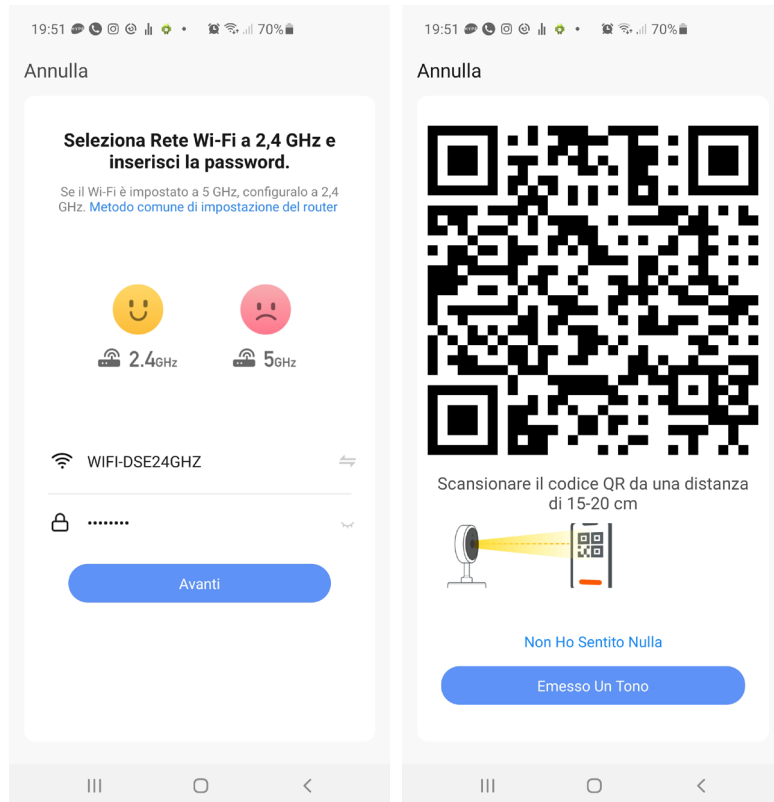 19:51
70%
Annulla
Seleziona Rete Wi-Fi a 2,4 GHz e
inserisci la password.
Se il Wi-Fi è impostato a 5 GHz, configuralo a 2,4
GHz. Metodo comune di impostazione del router
2.4GHz
5GHz
WIFI-DSE24GHZ
••••••••
Avanti
19:51
70%
Annulla
Scansionare il codice QR da una distanza
di 15-20 cm
Non Ho Sentito Nulla
Emesso Un Tono